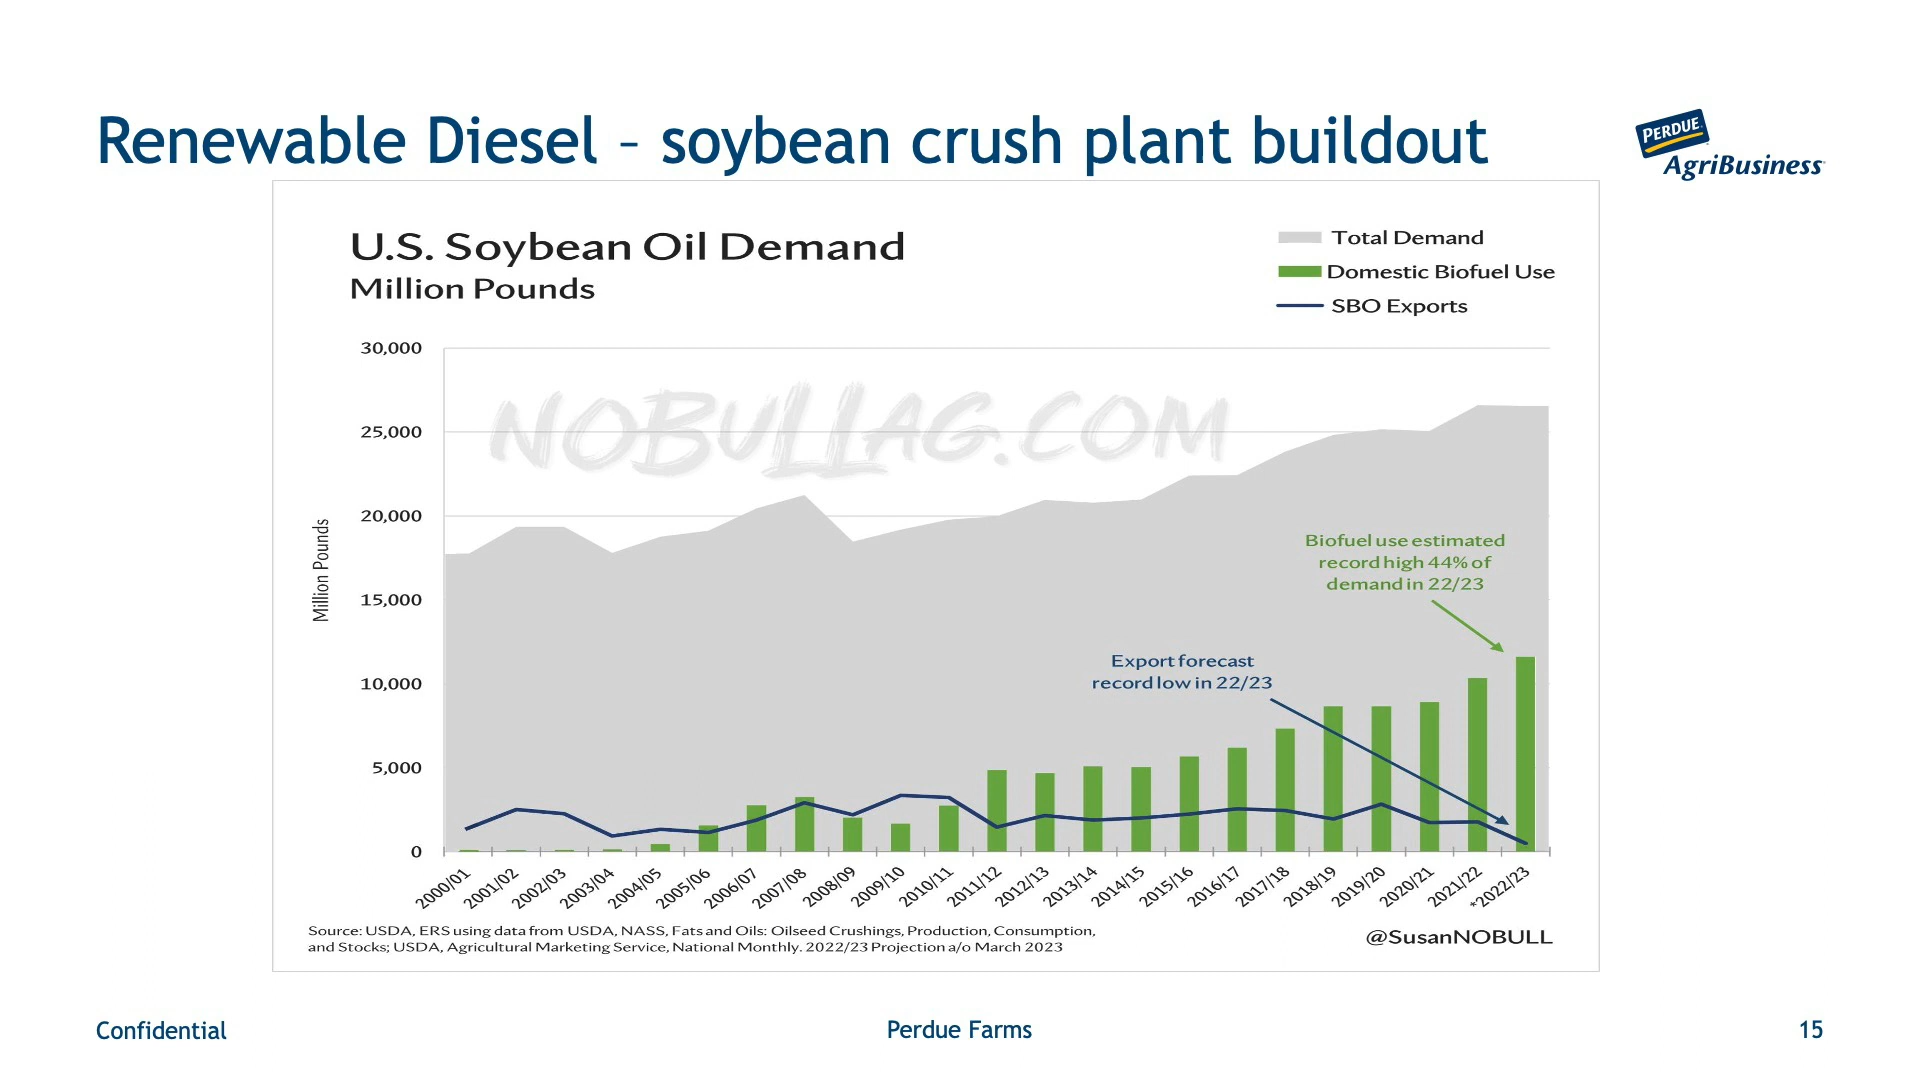 Renewable Diesel – soybean crush plant buildout
PERDUE
AgriBusiness
U.S. Soybean Oil Demand
Million Pounds
Total Demand
Domestic Biofuel Use
SBO Exports
NOBULLAG.COM
30,000
25,000
20,000
15,000
10,000
5,000
0
Million Pounds
Biofuel use estimated
record high 44% of
demand in 22/23
Export forecast
record low in 22/23
2000/01
2001/02
2002/03
2003/04
2004/05
2005/06
2006/07
2007/08
2008/09
2009/10
2010/11
2011/12
2012/13
2013/14
2014/15
2015/16
2016/17
2017/18
2018/19
2019/20
2020/21
2021/22
*2022/23
Source: USDA, ERS using data from USDA, NASS, Fats and Oils: Oilseed Crushings, Production, Consumption,
and Stocks; USDA, Agricultural Marketing Service, National Monthly. 2022/23 Projection a/o March 2023
@SusanNOBULL
Confidential
Perdue Farms
15